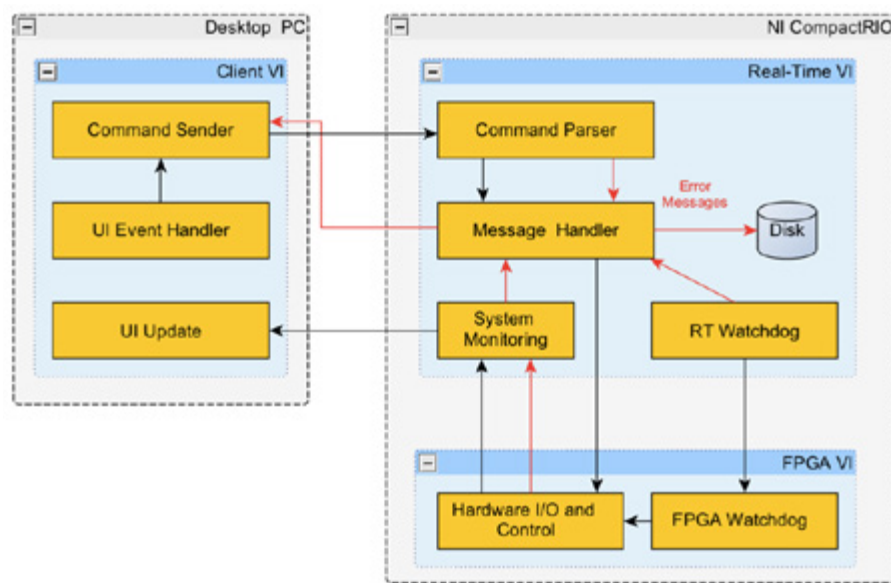 Desktop PC
NI CompactRIO
Client VI
Real-Time VI
Command Sender
Command Parser
Error
Messages
UI Event Handler
Message Handler
Disk
UI Update
System
Monitoring
RT Watchdog
FPGA VI
Hardware I/O and
Control
FPGA Watchdog